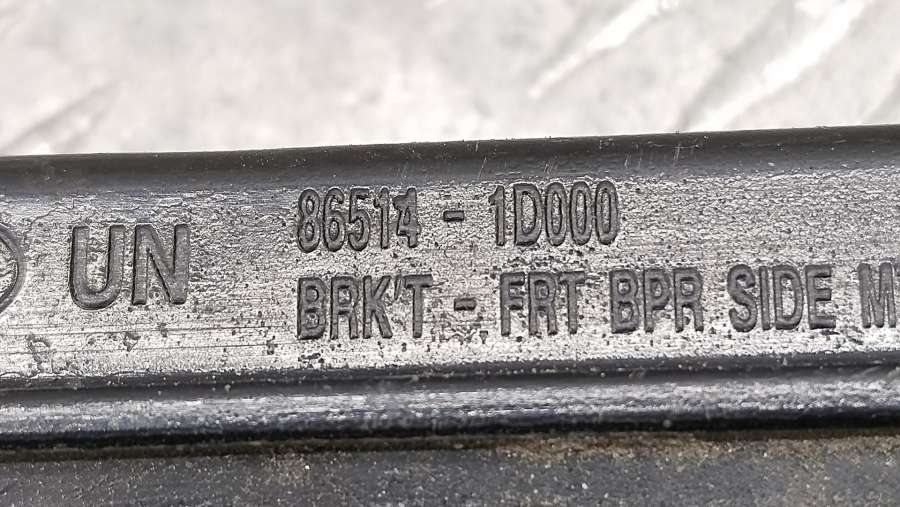 UN
86514 - 1D000
BRK'T - FRT BPR SIDE